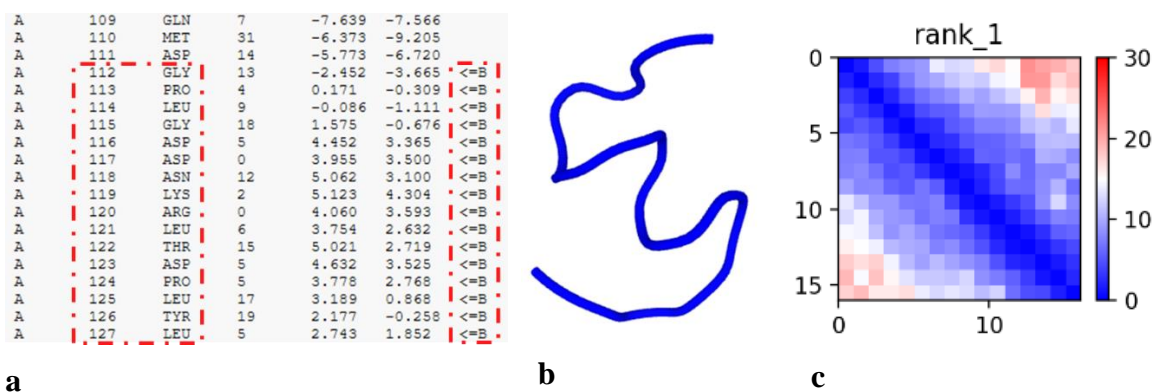 A 109 GLN 7 -7.639 -7.566
A 110 MET 31 -6.373 -9.205
A 111 ASP 14 -5.773 -6.720
A 112 GLY 13 -2.452 -3.665 <=B
A 113 PRO 4 0.171 -0.309 <=B
A 114 LEU 9 -0.086 -1.111 <=B
A 115 GLY 18 1.575 -0.676 <=B
A 116 ASP 5 4.452 3.365 <=B
A 117 ASP 0 3.955 3.500 <=B
A 118 ASN 12 5.062 3.100 <=B
A 119 LYS 2 5.123 4.304 <=B
A 120 ARG 0 4.060 3.593 <=B
A 121 LEU 6 3.754 2.632 <=B
A 122 THR 15 5.021 2.719 <=B
A 123 ASP 5 4.632 3.525 <=B
A 124 PRO 5 3.778 2.768 <=B
A 125 LEU 17 3.189 0.868 <=B
A 126 TYR 19 2.177 -0.258 <=B
A 127 LEU 5 2.743 1.852 <=B
a
b
rank_1
0 30
5 20
10 10
15 0
0 10
c